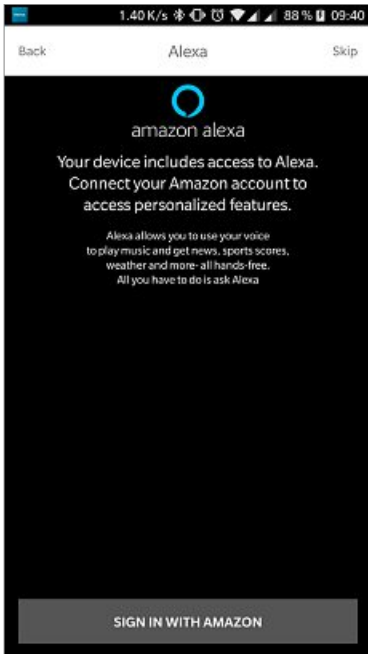 1.40 K/s 88 % 09:40
Back Alexa Skip
amazon alexa
Your device includes access to Alexa.
Connect your Amazon account to
access personalized features.
Alexa allows you to use your voice
to play music and get news, sports scores,
weather and more- all hands-free.
All you have to do is ask Alexa
SIGN IN WITH AMAZON